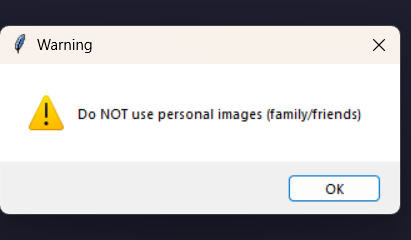 Warning
Do NOT use personal images (family/friends)
OK